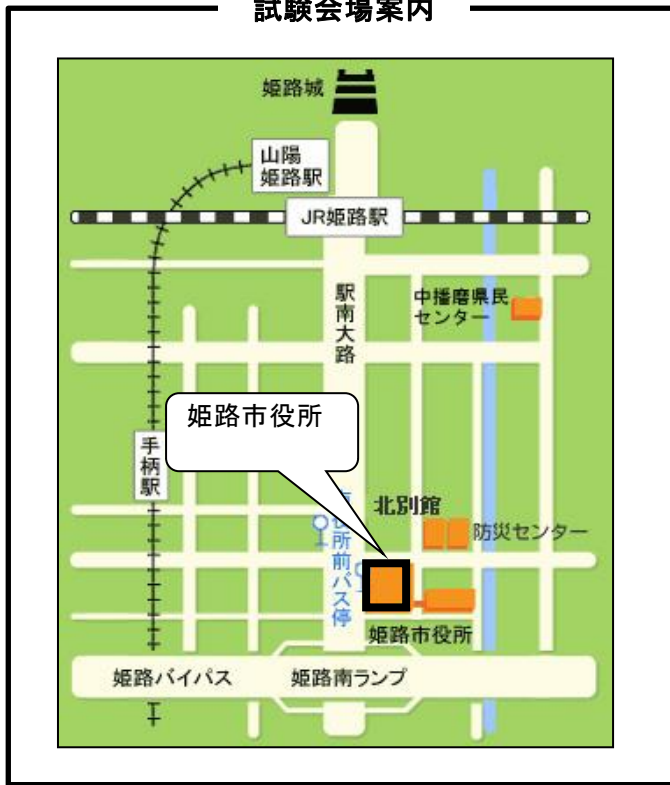 試験会場案内
姫路城
山陽
姫路駅
JR姫路駅
駅南大路
中播磨県民
センター
姫路市役所
手柄駅
北別館
防災センター
役所前バス停
姫路市役所
姫路バイパス
姫路南ランプ